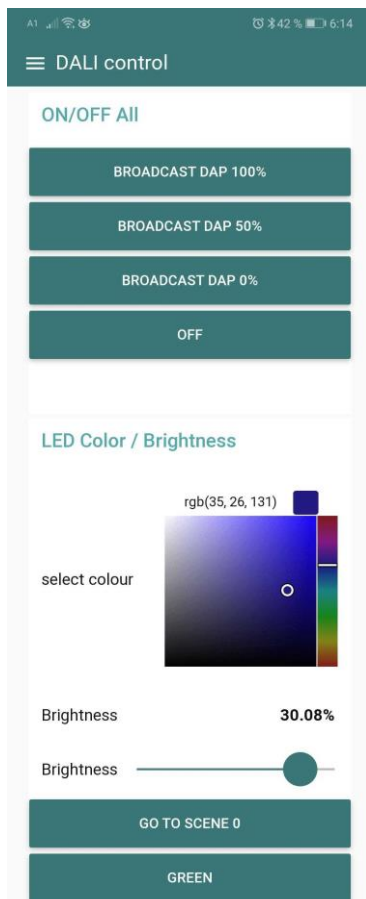 A1 42 % 6:14
DALI control
ON/OFF All
BROADCAST DAP 100%
BROADCAST DAP 50%
BROADCAST DAP 0%
OFF
LED Color / Brightness
rgb(35, 26, 131)
select colour
Brightness 30.08%
Brightness
GO TO SCENE 0
GREEN